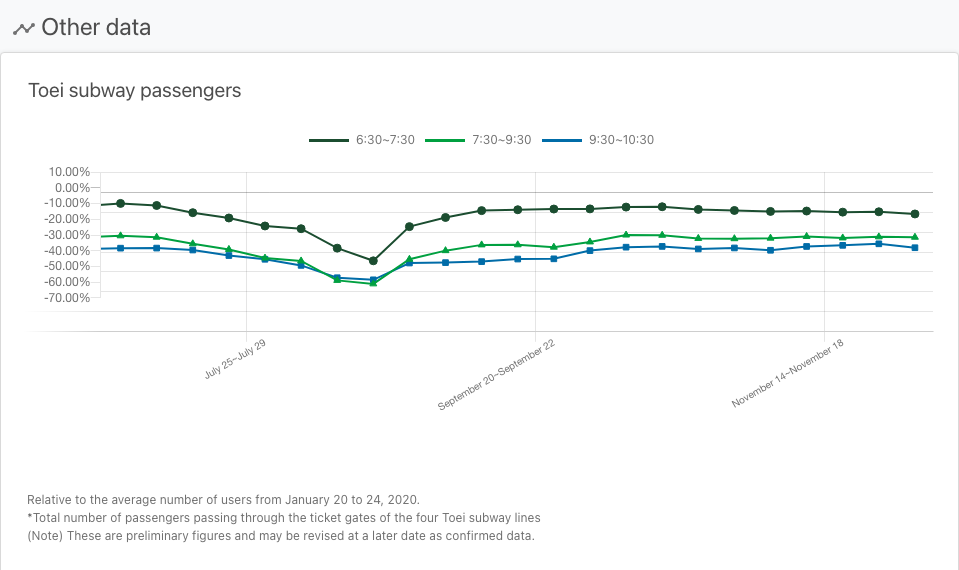 Other data
Toei subway passengers
6:30~7:30 7:30~9:30 9:30~10:30
10.00%
0.00%
-10.00%
-20.00%
-30.00%
-40.00%
-50.00%
-60.00%
-70.00%
July 25~July 29
September 20~September 22
November 14~November 18
Relative to the average number of users from January 20 to 24, 2020.
*Total number of passengers passing through the ticket gates of the four Toei subway lines
(Note) These are preliminary figures and may be revised at a later date as confirmed data.